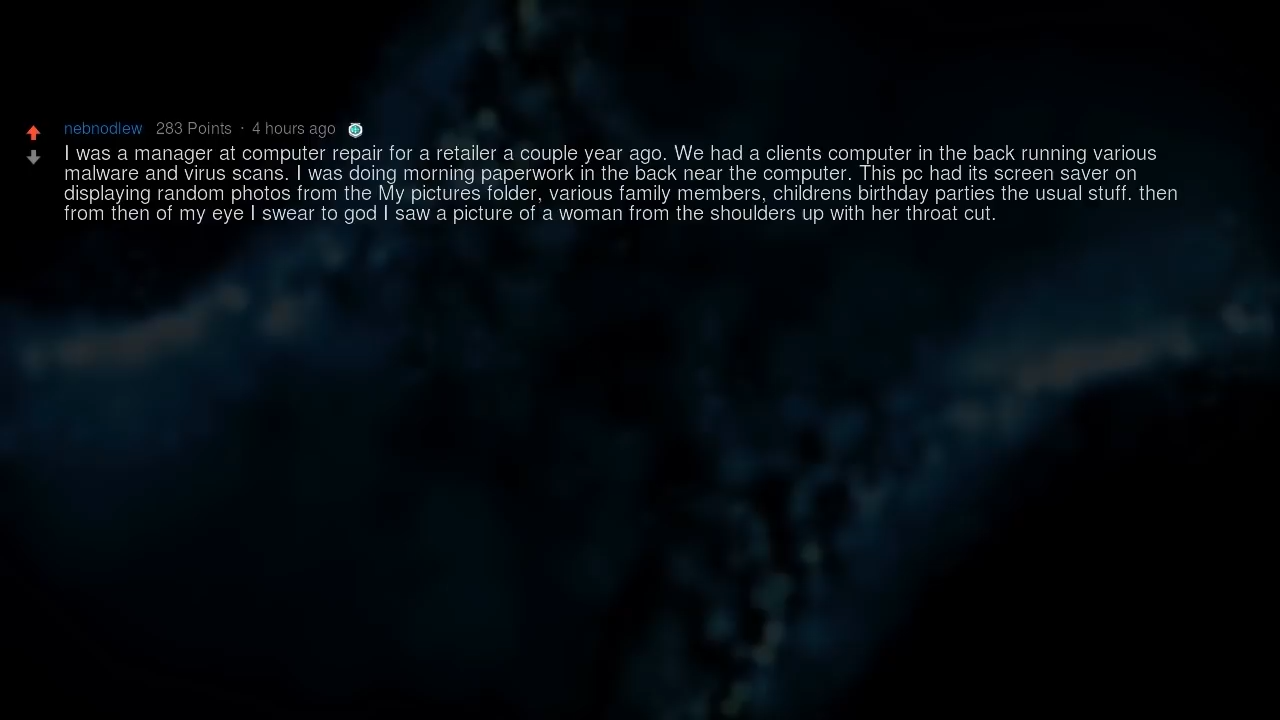 nebnodlew 283 Points · 4 hours ago
I was a manager at computer repair for a retailer a couple year ago. We had a clients computer in the back running various
malware and virus scans. I was doing morning paperwork in the back near the computer. This pc had its screen saver on
displaying random photos from the My pictures folder, various family members, childrens birthday parties the usual stuff. then
from then of my eye I swear to god I saw a picture of a woman from the shoulders up with her throat cut.